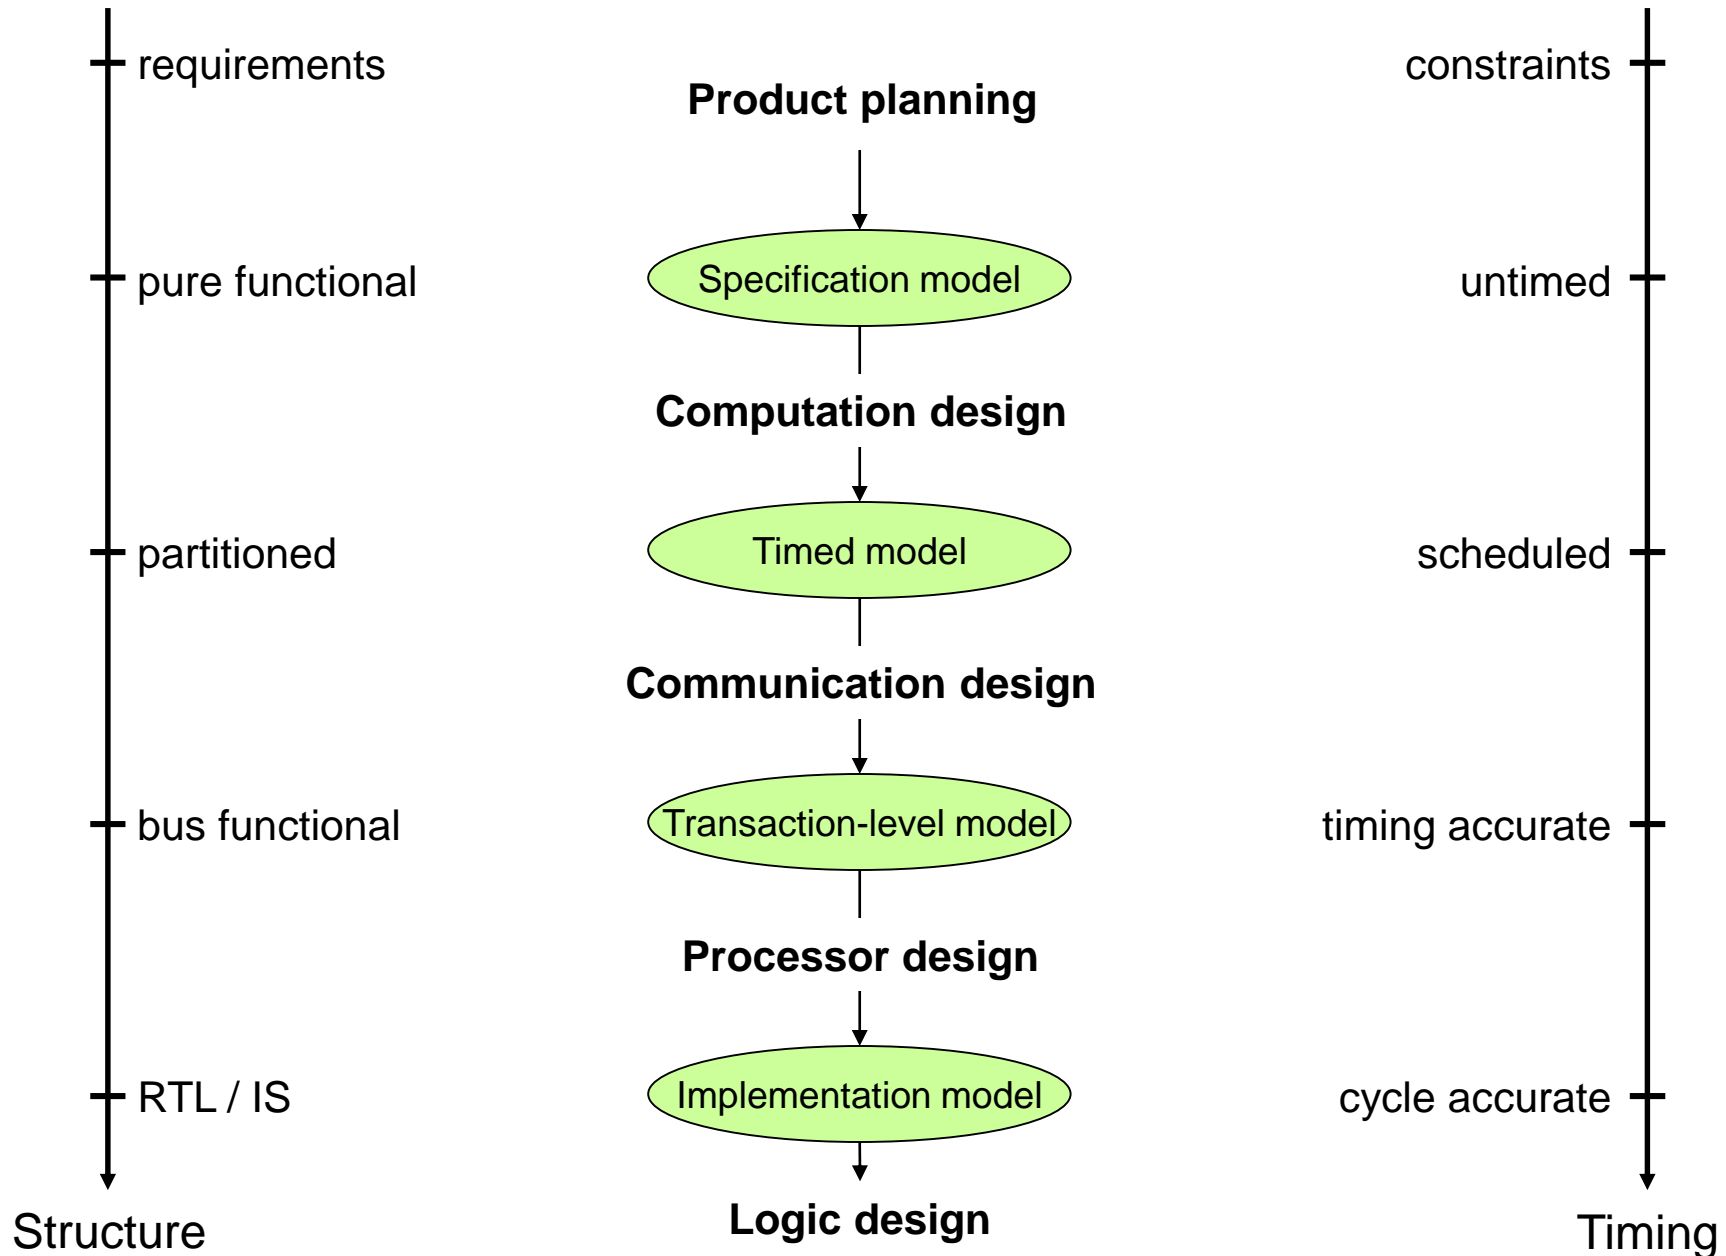 requirements
constraints
Product planning
pure functional
Specification model
untimed
Computation design
partitioned
Timed model
scheduled
Communication design
bus functional
Transaction-level model
timing accurate
Processor design
RTL / IS
Implementation model
cycle accurate
Structure
Logic design
Timing